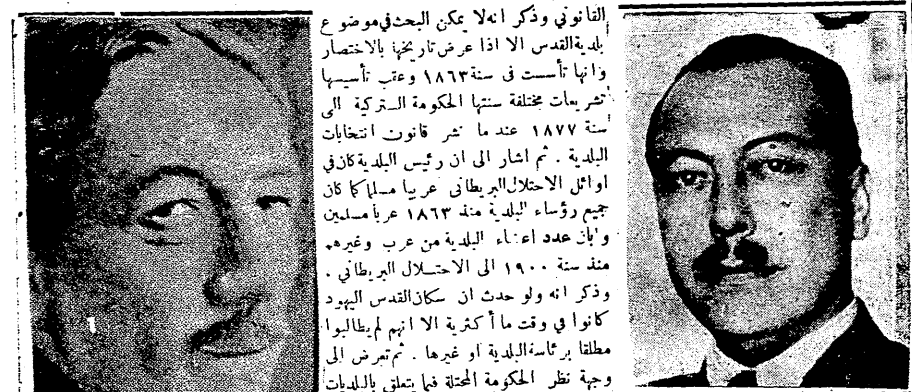 القانوني وذكر انه لا يمكن البحث في موضوع
بلدية القدس الا اذا عرض تاريخها بالاختصار
وانها تأسست في سنة ١٨٦٣ وعقب تأسيسها
تشريعات مختلفة سنتها الحكومة التركية الى
سنة ١٨٧٧ عند ما نشر قانون انتخابات
البلدية . ثم اشار الى ان رئيس البلدية كان في
اوائل الاحتلال البريطاني عربيا مسلما كما كان
جميع رؤساء البلدية منذ ١٨٦٣ عربا مسلمين
وبان عدد اعضاء البلدية من عرب وغيرهم
منذ سنة ١٩٠٠ الى الاحتلال البريطاني .
وذكر انه ولو حدث ان سكان القدس اليهود
كانوا في وقت ما أكثرية الا انهم لم يطالبوا
مطلقا برئاسة البلدية او غيرها . ثم تعرض الى
وجهة نظر الحكومة المحتلة فيما يتعلق بالبلديات